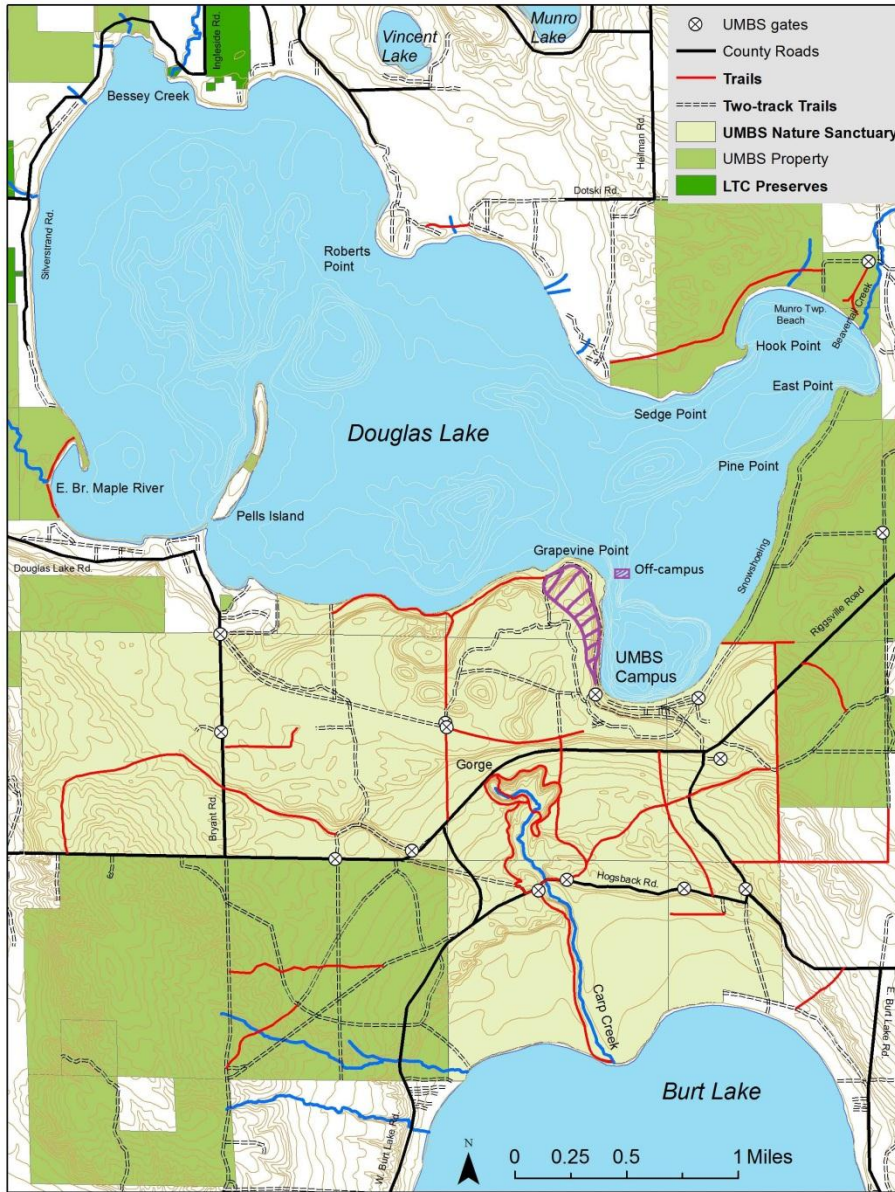 Vincent
Lake
Munro
Lake
UMBS gates
County Roads
Trails
Two-track Trails
UMBS Nature Sanctuary
UMBS Property
LTC Preserves
Ingleside Rd.
Bessey Creek
Heilman Rd.
Dotski Rd.
Silverstrand Rd.
Roberts
Point
Munro Twp.
Beach
Beavertail Creek
Hook Point
East Point
Sedge Point
Douglas Lake
Pine Point
E. Br. Maple River
Pells Island
Grapevine Point
Off-campus
Douglas Lake Rd.
Snowshoeing
Riggsville Road
UMBS
Campus
Gorge
Bryant Rd.
Hogsback Rd.
Carp Creek
E. Burt Lake Rd.
Burt Lake
W. Burt Lake Rd.
N
0 0.25 0.5 1 Miles